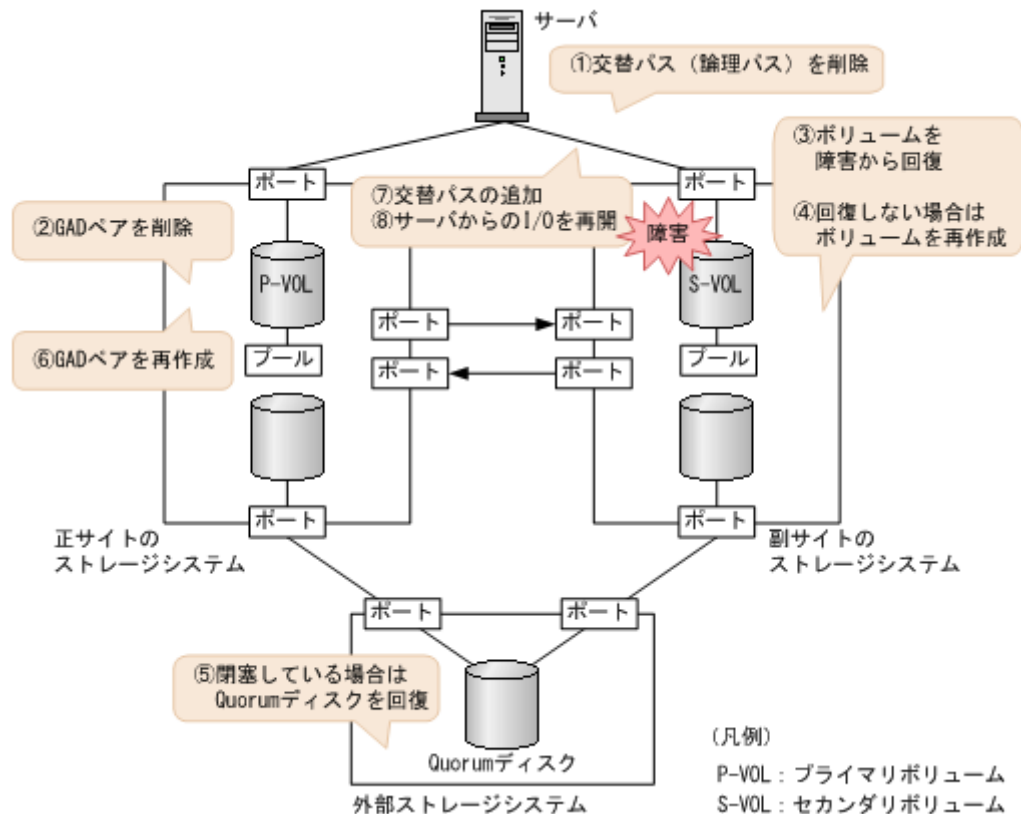 サーバ
①交替パス（論理パス）を削除
③ボリュームを
障害から回復
④回復しない場合は
ボリュームを再作成
ポート
ポート
⑦交替パスの追加
⑧サーバからのI/Oを再開
②GADペアを削除
障害
P-VOL
S-VOL
ポート
ポート
⑥GADペアを再作成
プール
ポート
ポート
プール
ポート
ポート
正サイトの
ストレージシステム
副サイトの
ストレージシステム
ポート
ポート
⑤閉塞している場合は
Quorumディスクを回復
Quorumディスク
外部ストレージシステム
(凡例)
P-VOL：プライマリボリューム
S-VOL：セカンダリボリューム